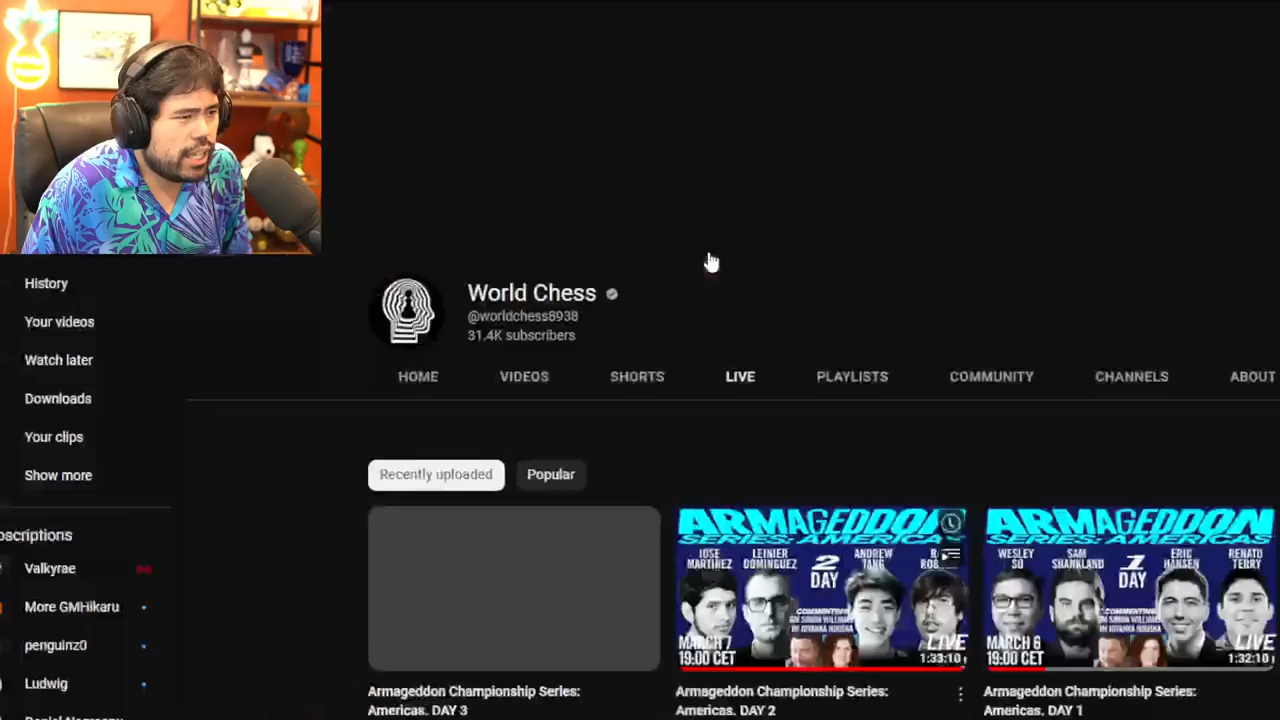 History
Your videos
Watch later
Downloads
Your clips
Show more
Valkyrae
More GMHikaru
penguinz0
Ludwig
World Chess
@worldchess8938
31.4K subscribers
HOME VIDEOS SHORTS LIVE PLAYLISTS COMMUNITY CHANNELS ABOUT
Recently uploaded Popular
ARMAGEDDON
SERIES: AMERICAS
JOSE MARTINEZ
LEINIER DOMINGUEZ
2 DAY
ANDREW TANG
MARCH 7
19:00 CET
LIVE
1:33:10
ARMAGEDDON
SERIES: AMERICAS
WESLEY SO
SAM SHANKLAND
1 DAY
ERIC HANSEN
RENATO TERRY
MARCH 6
19:00 CET
LIVE
1:32:10
Armageddon Championship Series:
Americas. DAY 3
Armageddon Championship Series:
Americas. DAY 2
Armageddon Championship Series:
Americas. DAY 1